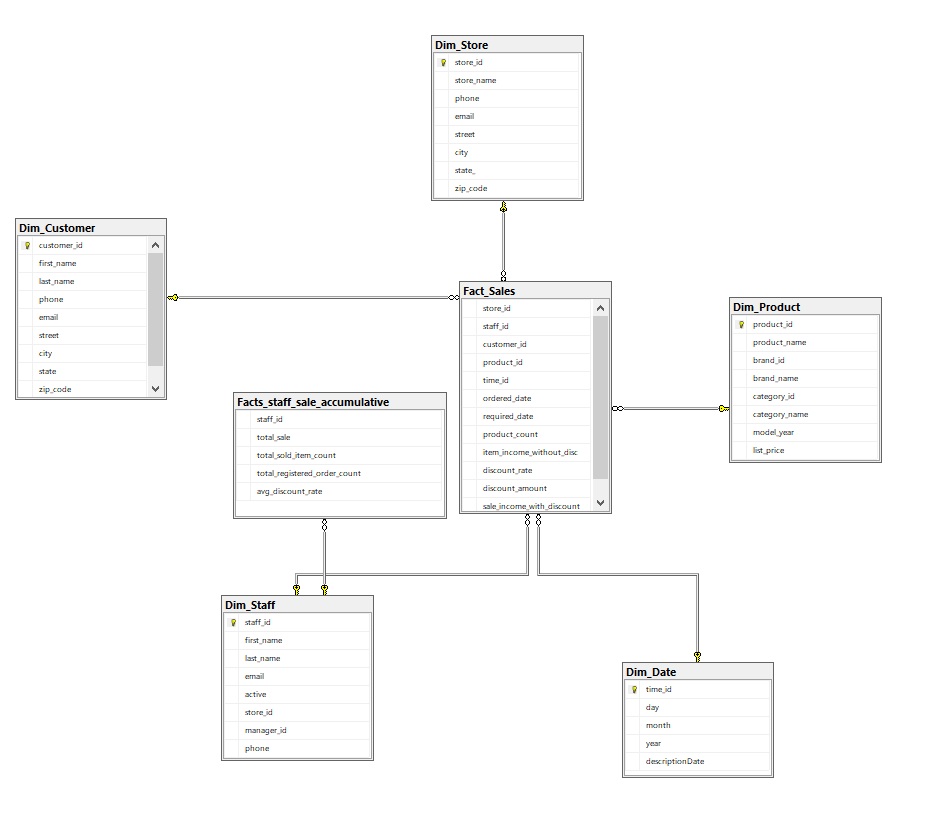 Dim_Store
store_id
store_name
phone
email
street
city
state_
zip_code
Dim_Customer
customer_id
first_name
last_name
phone
email
street
city
state
zip_code
Fact_Sales
store_id
staff_id
customer_id
product_id
time_id
ordered_date
required_date
product_count
item_income_without_disc
discount_rate
discount_amount
sale_income_with_discount
Dim_Product
product_id
product_name
brand_id
brand_name
category_id
category_name
model_year
list_price
Facts_staff_sale_accumulative
staff_id
total_sale
total_sold_item_count
total_registered_order_count
avg_discount_rate
Dim_Staff
staff_id
first_name
last_name
email
active
store_id
manager_id
phone
Dim_Date
time_id
day
month
year
descriptionDate